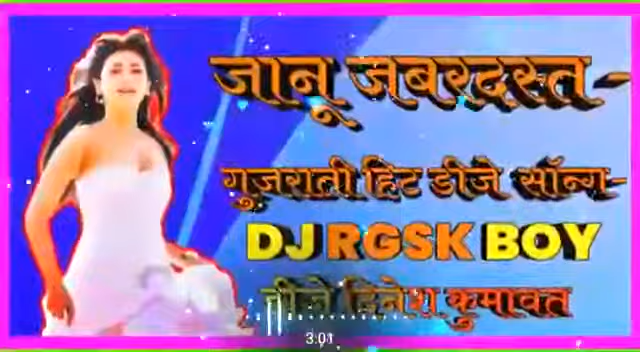 जानू जबरदस्त-
गुजराती हिट डीजे सॉन्ग-
DJ RGSK BOY
डीजे दिनेश कुमावत
3:01